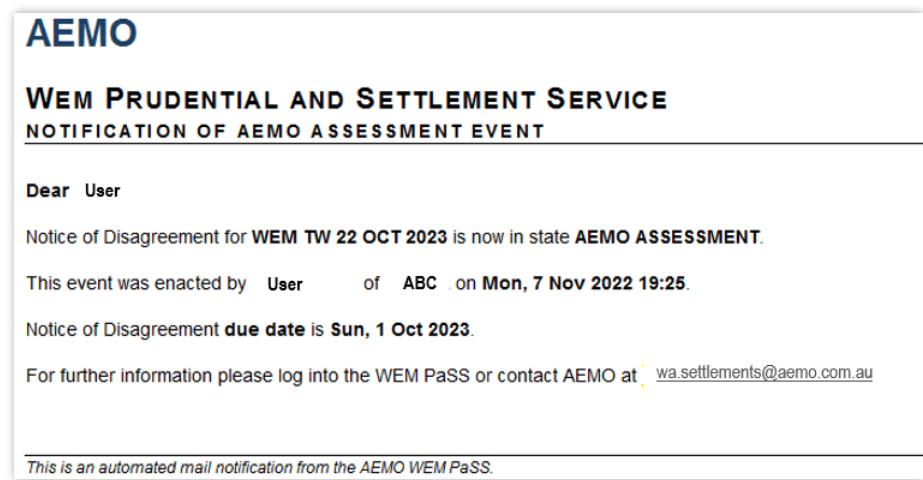 AEMO
WEM PRUDENTIAL AND SETTLEMENT SERVICE
NOTIFICATION OF AEMO ASSESSMENT EVENT
Dear User
Notice of Disagreement for WEM TW 22 OCT 2023 is now in state AEMO ASSESSMENT.
This event was enacted by User of ABC on Mon, 7 Nov 2022 19:25.
Notice of Disagreement due date is Sun, 1 Oct 2023.
For further information please log into the WEM PaSS or contact AEMO at wa.settlements@aemo.com.au
This is an automated mail notification from the AEMO WEM PaSS.